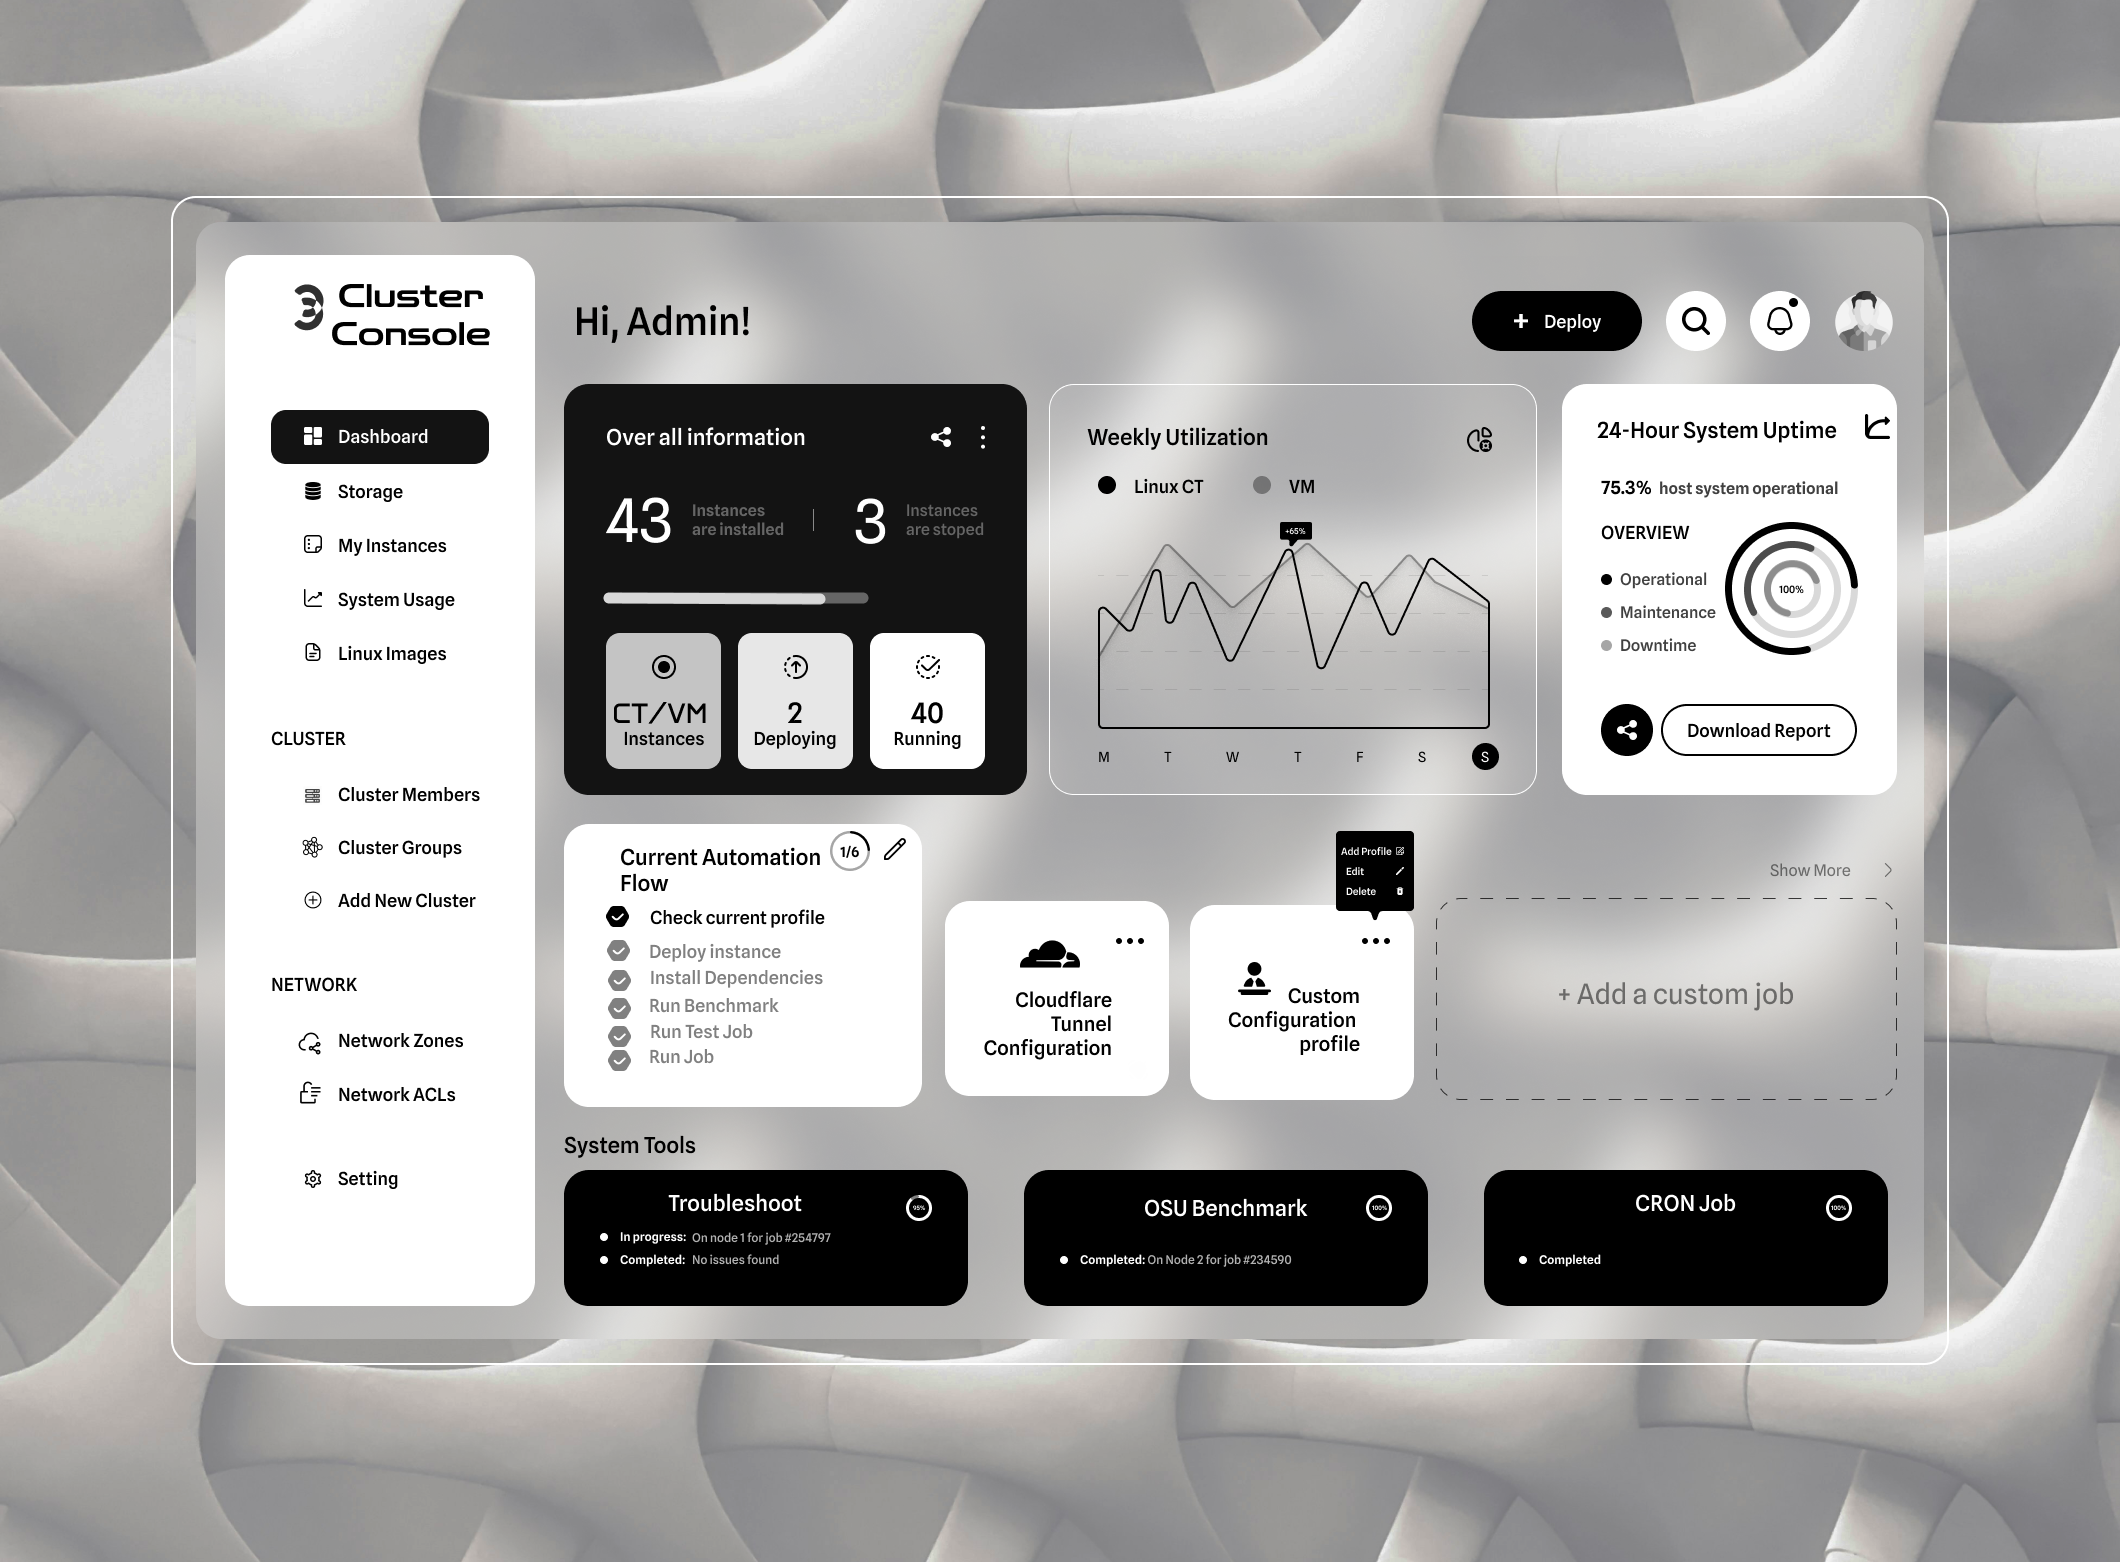 Cluster
Console
Dashboard
Storage
My Instances
System Usage
Linux Images
CLUSTER
Cluster Members
Cluster Groups
Add New Cluster
NETWORK
Network Zones
Network ACLs
Setting
Hi, Admin!
+ Deploy
Over all information
43
Instances
are installed
3
Instances
are stoped
CT/VM
Instances
2
Deploying
40
Running
Weekly Utilization
Linux CT
VM
+65%
M T W T F S S
24-Hour System Uptime
75.3% host system operational
OVERVIEW
Operational
Maintenance
Downtime
100%
Download Report
Current Automation
Flow
1/6
Check current profile
Deploy instance
Install Dependencies
Run Benchmark
Run Test Job
Run Job
Cloudflare
Tunnel
Configuration
Add Profile
Edit
Delete
Custom
Configuration
profile
Show More
+ Add a custom job
System Tools
Troubleshoot
95%
In progress: On node 1 for job #254797
Completed: No issues found
OSU Benchmark
100%
Completed: On Node 2 for job #234590
CRON Job
100%
Completed